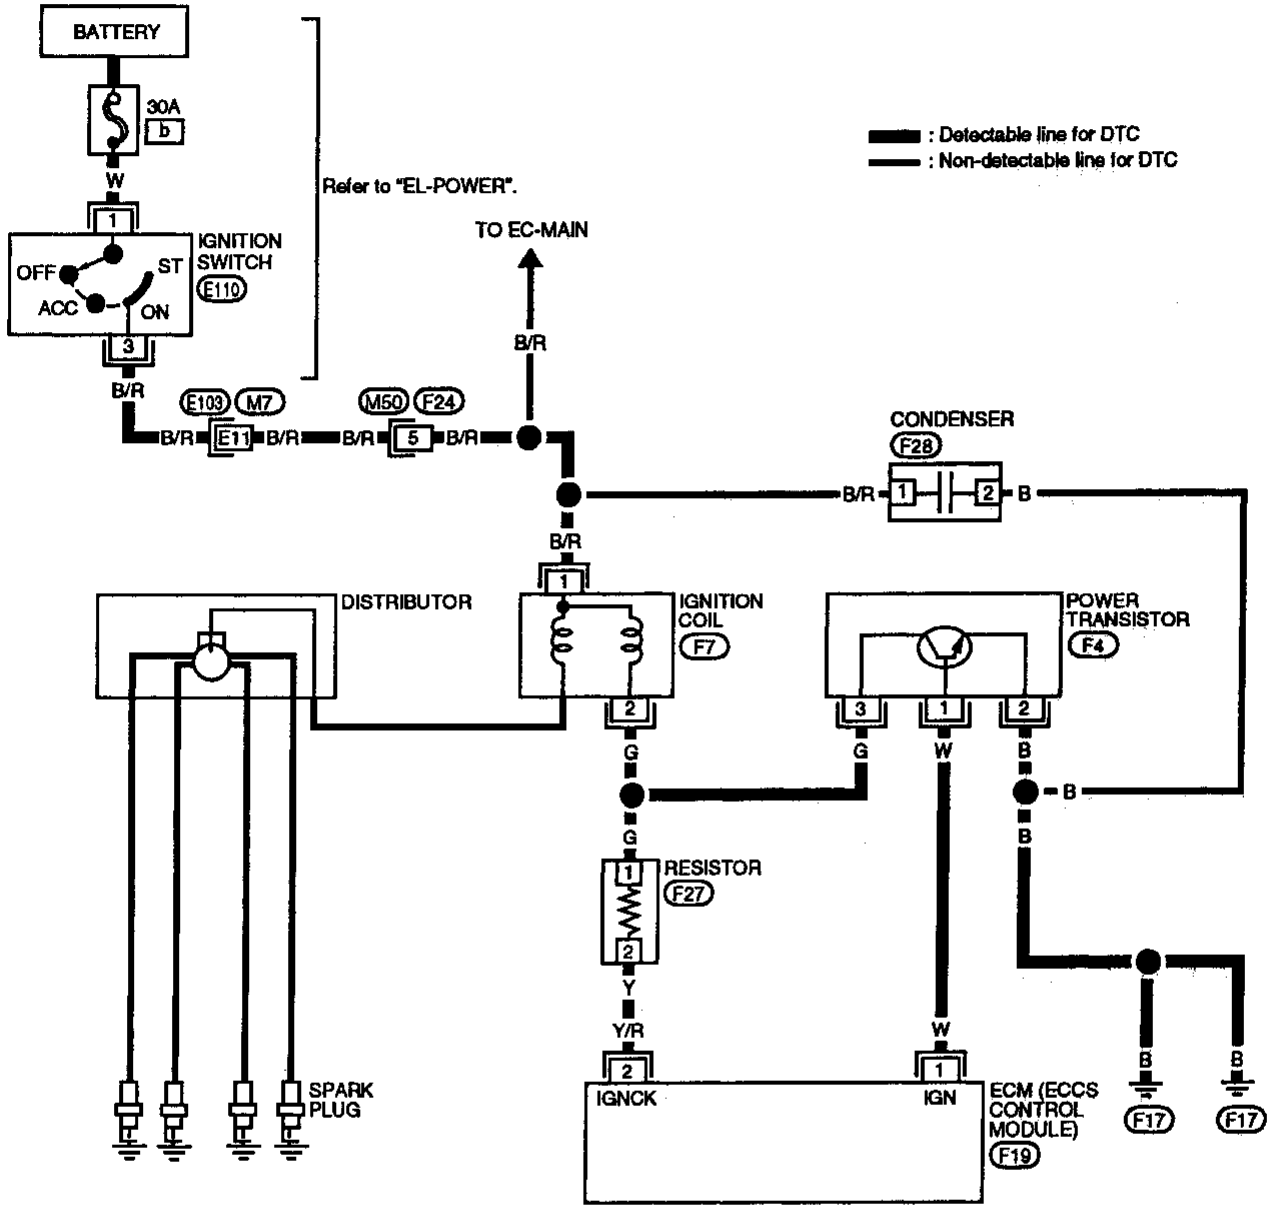 BATTERY
30A
b
W
1
IGNITION
SWITCH
E110
OFF
ST
ACC
ON
3
B/R
Refer to "EL-POWER".
: Detectable line for DTC
: Non-detectable line for DTC
TO EC-MAIN
B/R
E103 M7
M50 F24
B/R E11 B/R B/R 5 B/R
CONDENSER
F28
B/R 1 2 B
B/R
1
DISTRIBUTOR
IGNITION
COIL
F7
2
G
POWER
TRANSISTOR
F4
3 1 2
G W B
B
B
G
RESISTOR
F27
1
2
Y
Y/R
2
IGNCK
W
1
IGN
ECM (ECCS
CONTROL
MODULE)
F19
B B
F17 F17
SPARK
PLUG